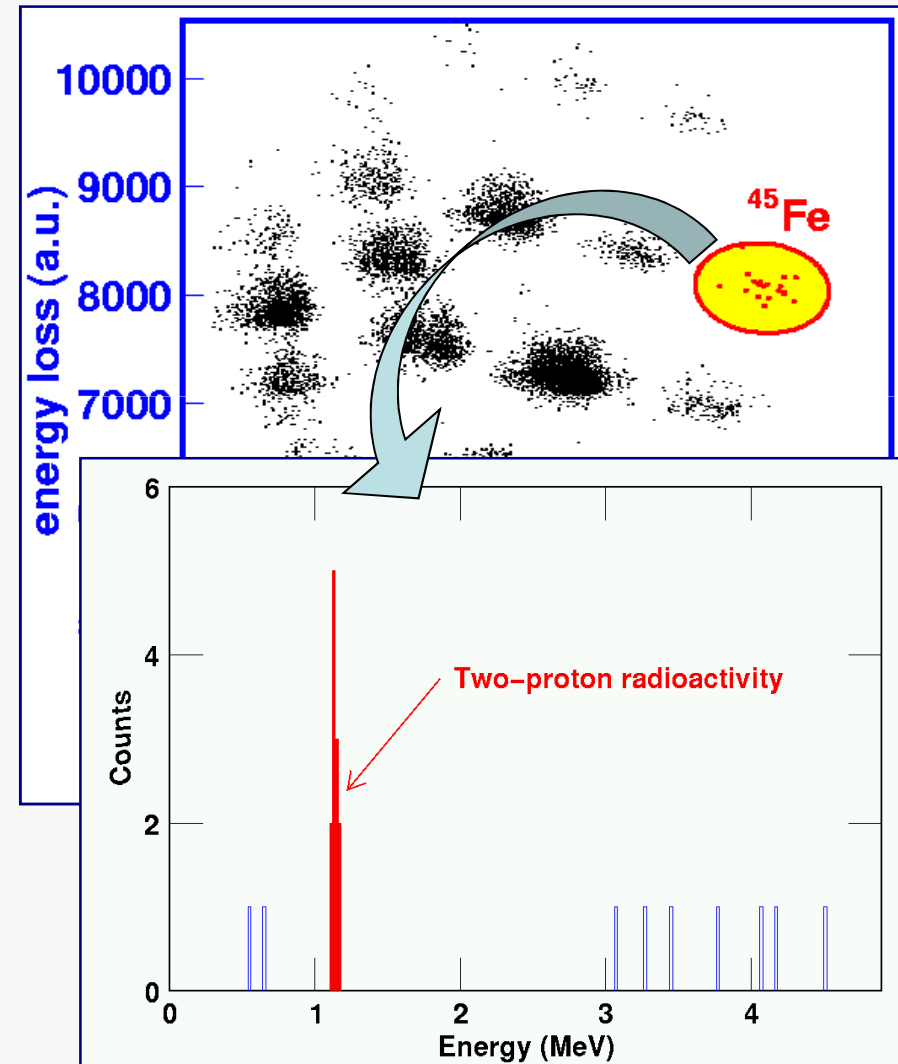 10000
9000
8000
7000
energy loss (a.u.)
45Fe
6
4
2
0
Counts
Two-proton radioactivity
0 1 2 3 4
Energy (MeV)